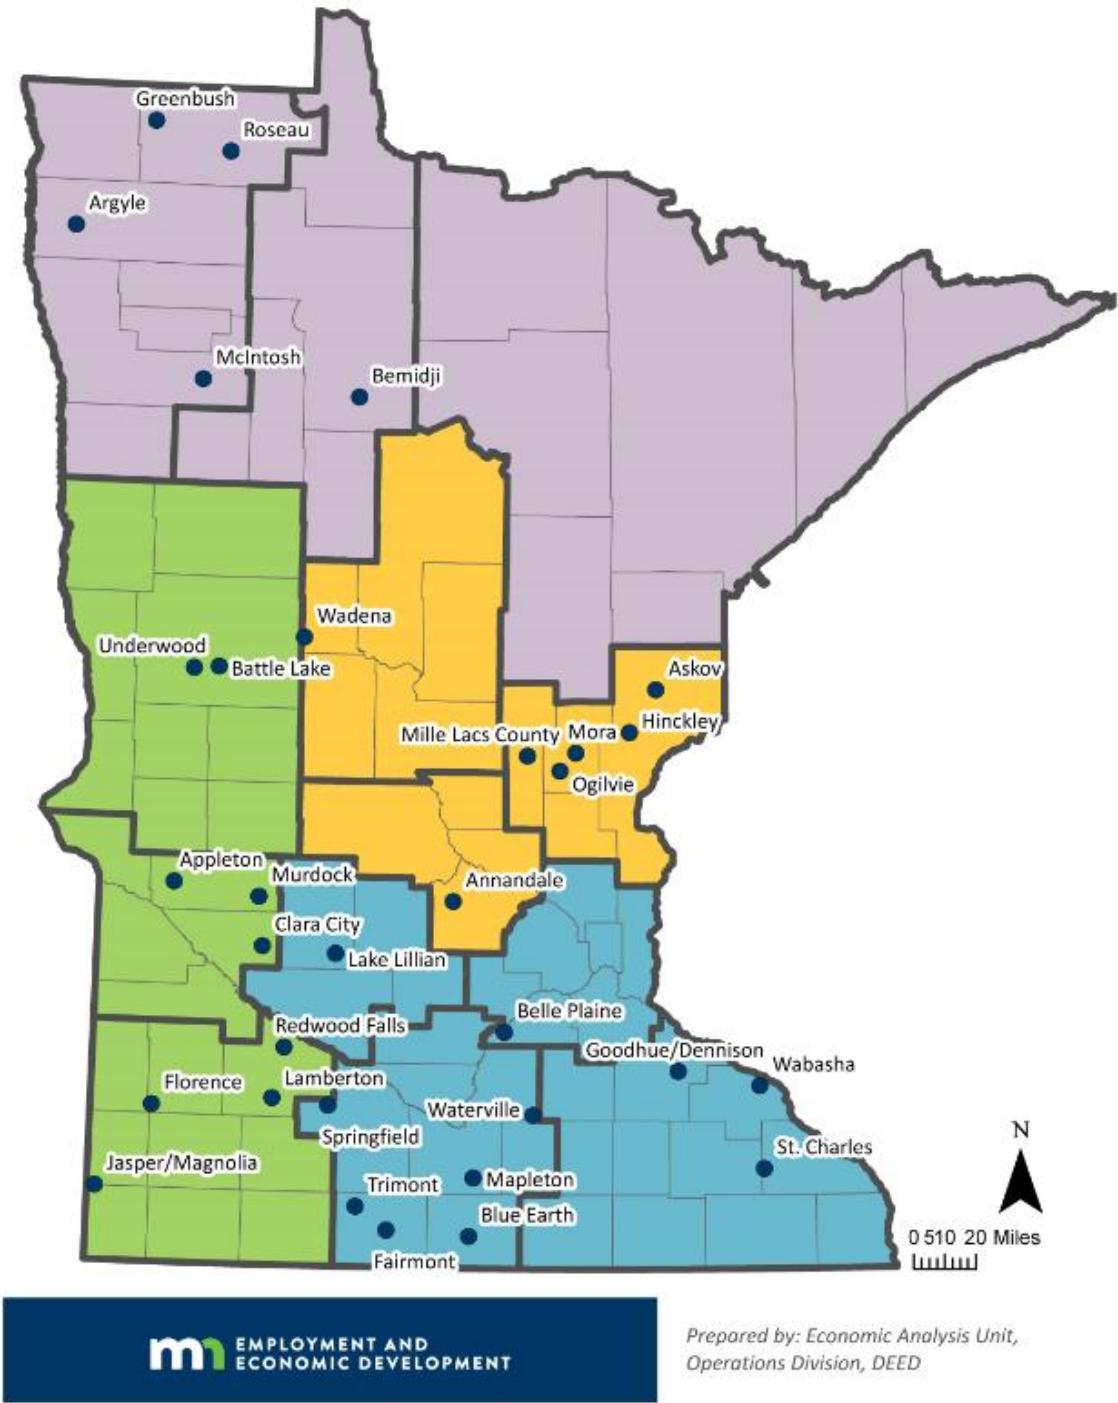 Greenbush
Roseau
Argyle
McIntosh
Bemidji
Wadena
Underwood
Battle Lake
Askov
Hinckley
Mille Lacs County
Mora
Ogilvie
Appleton
Murdock
Annandale
Clara City
Lake Lillian
Belle Plaine
Redwood Falls
Goodhue/Dennison
Wabasha
Florence
Lamberton
Waterville
Springfield
St. Charles
Jasper/Magnolia
Trimont
Mapleton
Blue Earth
Fairmont
N
0 510 20 Miles
mn EMPLOYMENT AND
ECONOMIC DEVELOPMENT
Prepared by: Economic Analysis Unit,
Operations Division, DEED